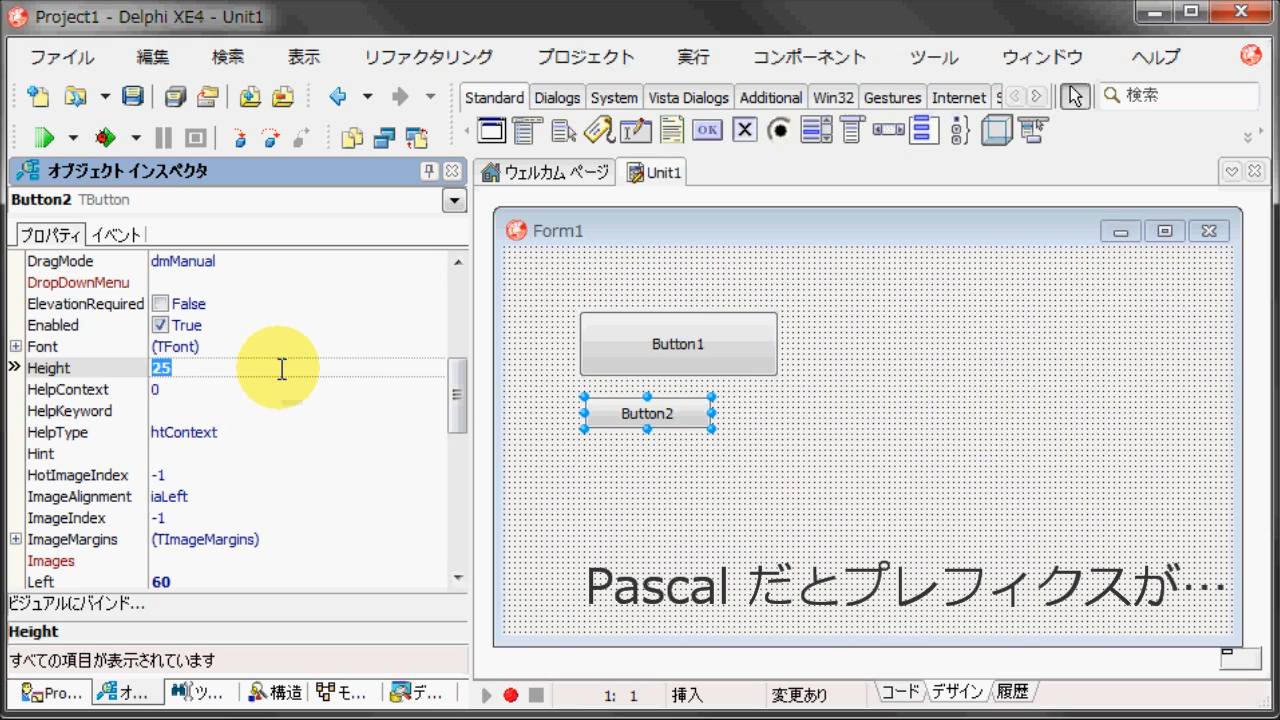 Project1 - Delphi XE4 - Unit1
ファイル 編集 検索 表示 リファクタリング プロジェクト 実行 コンポーネント ツール ウィンドウ ヘルプ
Standard Dialogs System Vista Dialogs Additional Win32 Gestures Internet
検索
OK
オブジェクト インスペクタ
ウェルカム ページ Unit1
Button2 TButton
プロパティ イベント
Form1
DragMode dmManual
DropDownMenu
ElevationRequired False
Enabled True
Font (TFont)
Height 25
HelpContext 0
HelpKeyword
HelpType htContext
Hint
HotImageIndex -1
ImageAlignment iaLeft
ImageIndex -1
ImageMargins (TImageMargins)
Images
Left 60
Button1
Button2
Pascal だとプレフィクスが…
ビジュアルにバインド...
Height
すべての項目が表示されています
Pro... オ... ツ... 構造 モ... デ...
1: 1 挿入 変更あり コード デザイン 履歴